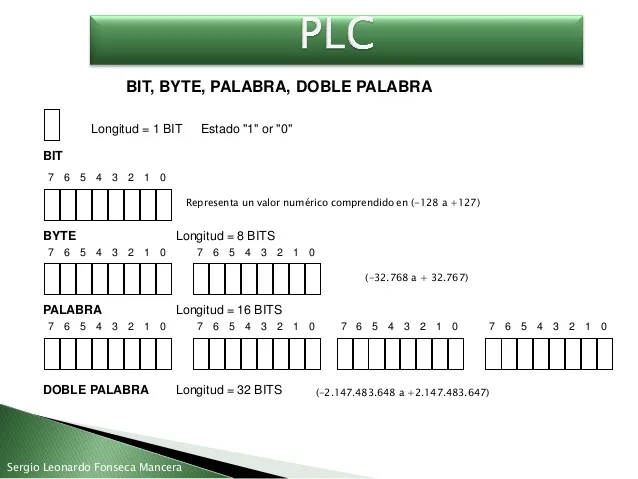 PLC
BIT, BYTE, PALABRA, DOBLE PALABRA
Longitud = 1 BIT Estado "1" or "0"
BIT
7 6 5 4 3 2 1 0
Representa un valor numérico comprendido en (-128 a +127)
BYTE Longitud = 8 BITS
7 6 5 4 3 2 1 0 7 6 5 4 3 2 1 0
(-32.768 a + 32.767)
PALABRA Longitud = 16 BITS
7 6 5 4 3 2 1 0 7 6 5 4 3 2 1 0 7 6 5 4 3 2 1 0 7 6 5 4 3 2 1 0
DOBLE PALABRA Longitud = 32 BITS (-2.147.483.648 a +2.147.483.647)
Sergio Leonardo Fonseca Mancera